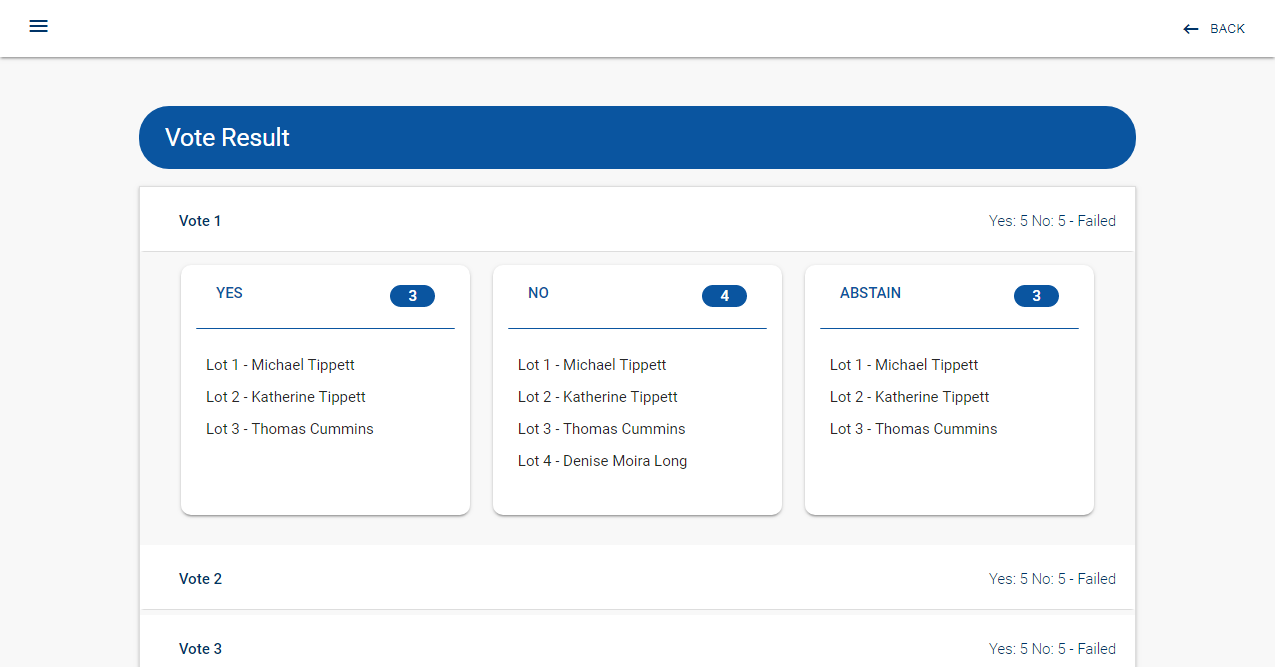 BACK
Vote Result
Vote 1 Yes: 5 No: 5 - Failed
YES 3
Lot 1 - Michael Tippett
Lot 2 - Katherine Tippett
Lot 3 - Thomas Cummins
NO 4
Lot 1 - Michael Tippett
Lot 2 - Katherine Tippett
Lot 3 - Thomas Cummins
Lot 4 - Denise Moira Long
ABSTAIN 3
Lot 1 - Michael Tippett
Lot 2 - Katherine Tippett
Lot 3 - Thomas Cummins
Vote 2 Yes: 5 No: 5 - Failed
Vote 3 Yes: 5 No: 5 - Failed